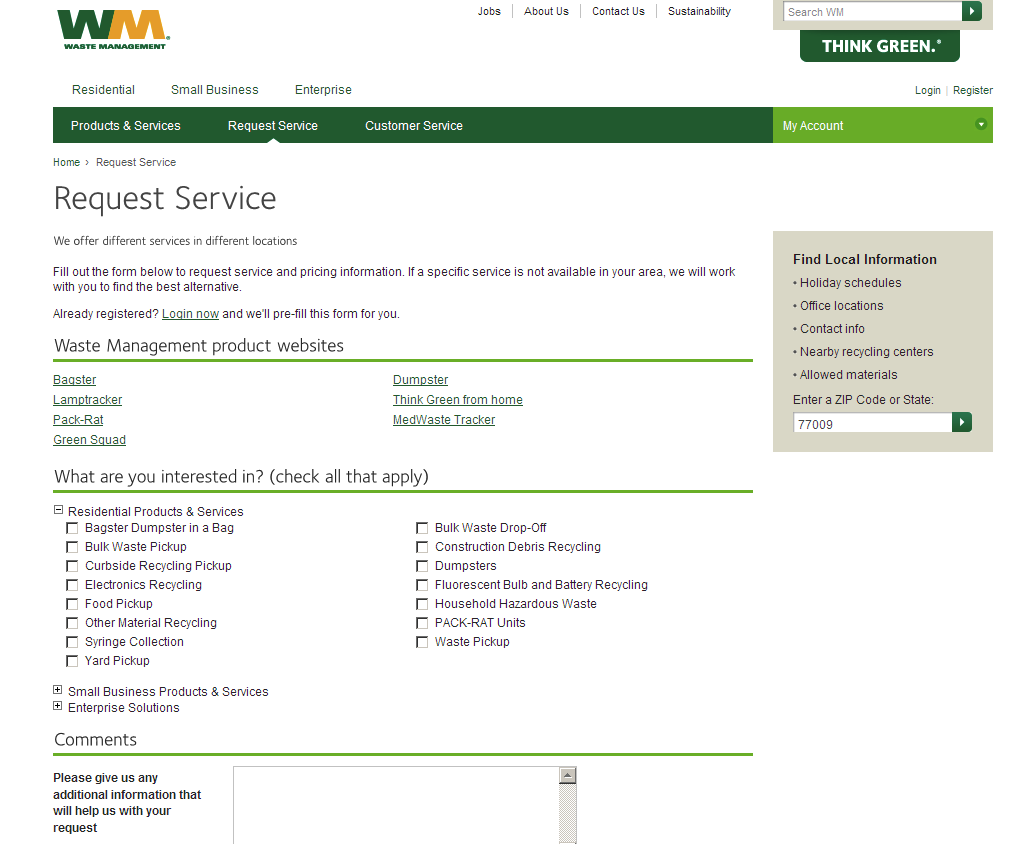 Jobs About Us Contact Us Sustainability
Search WM
WM®
WASTE MANAGEMENT
THINK GREEN.®
Residential Small Business Enterprise
Login | Register
Products & Services Request Service Customer Service
My Account
Home › Request Service
Request Service
We offer different services in different locations
Fill out the form below to request service and pricing information. If a specific service is not available in your area, we will work
with you to find the best alternative.
Already registered? Login now and we'll pre-fill this form for you.
Waste Management product websites
Bagster Dumpster
Lamptracker Think Green from home
Pack-Rat MedWaste Tracker
Green Squad
What are you interested in? (check all that apply)
Residential Products & Services
Bagster Dumpster in a Bag Bulk Waste Drop-Off
Bulk Waste Pickup Construction Debris Recycling
Curbside Recycling Pickup Dumpsters
Electronics Recycling Fluorescent Bulb and Battery Recycling
Food Pickup Household Hazardous Waste
Other Material Recycling PACK-RAT Units
Syringe Collection Waste Pickup
Yard Pickup
Small Business Products & Services
Enterprise Solutions
Comments
Please give us any
additional information that
will help us with your
request
Find Local Information
• Holiday schedules
• Office locations
• Contact info
• Nearby recycling centers
• Allowed materials
Enter a ZIP Code or State:
77009